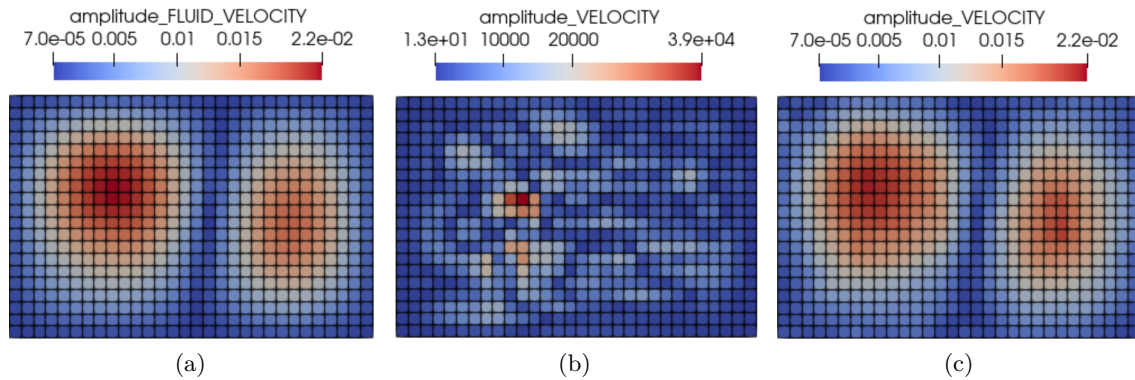 amplitude_FLUID_VELOCITY
7.0e-05 0.005 0.01 0.015 2.2e-02
(a)
amplitude_VELOCITY
1.3e+01 10000 20000 3.9e+04
(b)
amplitude_VELOCITY
7.0e-05 0.005 0.01 0.015 2.2e-02
(c)